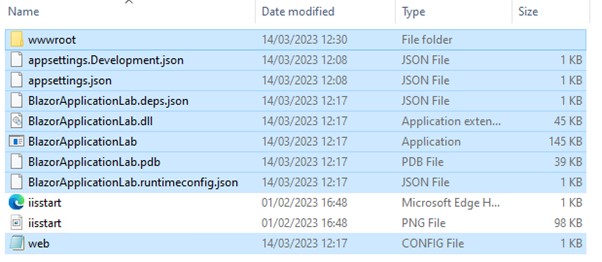 Name Date modified Type Size
wwwroot 14/03/2023 12:30 File folder
appsettings.Development.json 14/03/2023 12:08 JSON File 1 KB
appsettings.json 14/03/2023 12:08 JSON File 1 KB
BlazorApplicationLab.deps.json 14/03/2023 12:17 JSON File 1 KB
BlazorApplicationLab.dll 14/03/2023 12:17 Application exten... 45 KB
BlazorApplicationLab 14/03/2023 12:17 Application 145 KB
BlazorApplicationLab.pdb 14/03/2023 12:17 PDB File 39 KB
BlazorApplicationLab.runtimeconfig.json 14/03/2023 12:17 JSON File 1 KB
iisstart 01/02/2023 16:48 Microsoft Edge H... 1 KB
iisstart 01/02/2023 16:48 PNG File 98 KB
web 14/03/2023 12:17 CONFIG File 1 KB